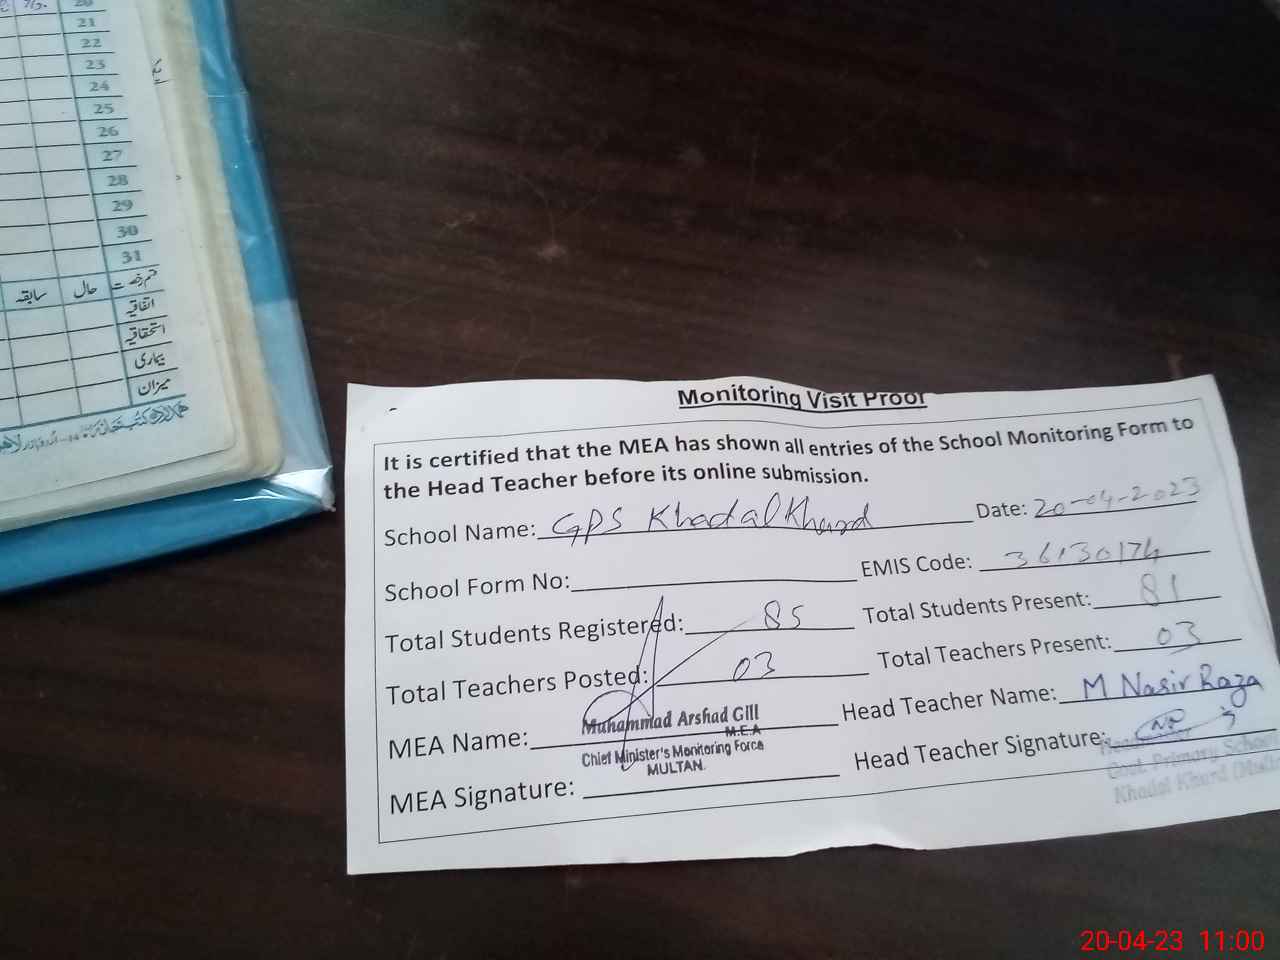 20
21
22
23
24
25
26
27
28
29
30
31
سابقہ حال
اتفاقیہ
استحقاقیہ
بیماری
میزان
Monitoring Visit Proof
It is certified that the MEA has shown all entries of the School Monitoring Form to
the Head Teacher before its online submission.
School Name: GPS Khadal Khurd Date: 20-04-2023
School Form No: EMIS Code: 36130174
Total Students Registered: 85 Total Students Present: 81
Total Teachers Posted: 03 Total Teachers Present: 03
MEA Name: Muhammad Arshad Gill Head Teacher Name: M Nasir Raza
M.E.A
Chief Minister's Monitoring Force
MULTAN.
MEA Signature: Head Teacher Signature:
Govt. Primary School
Khadal Khurd
20-04-23 11:00